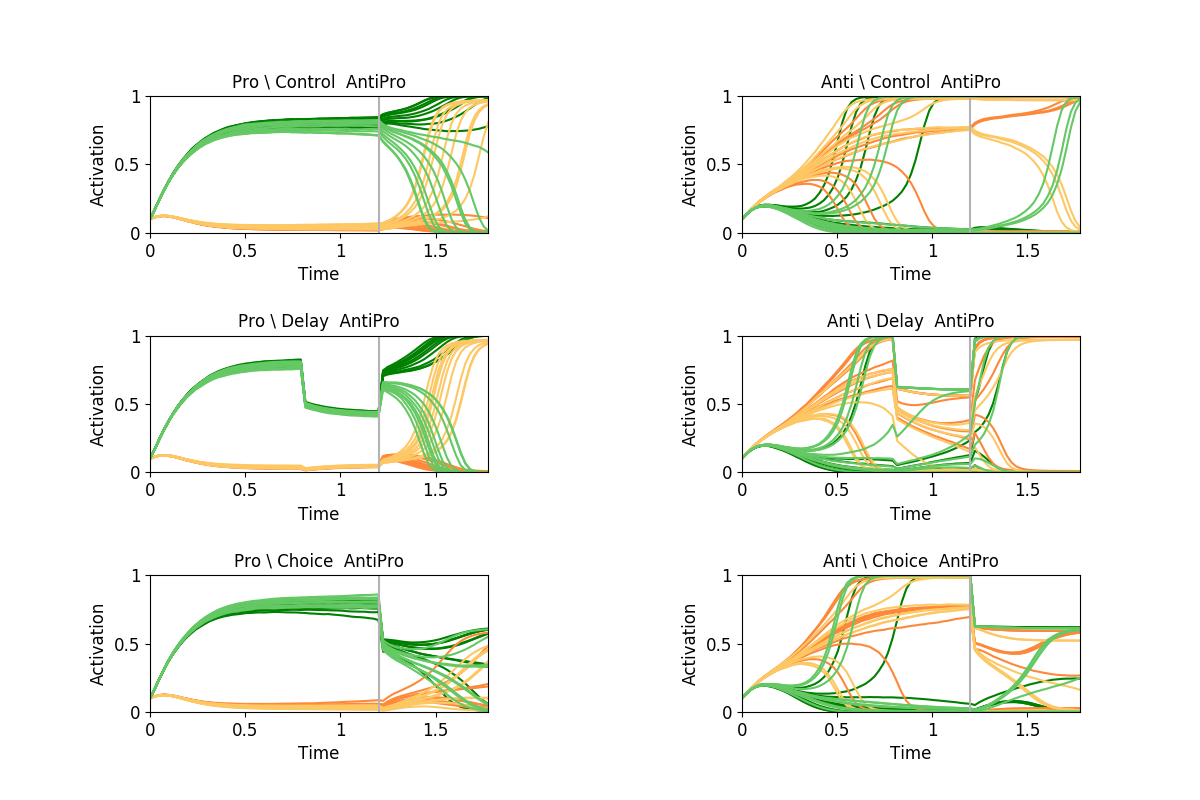 Pro \ Control  AntiPro
1
0.5
0
Activation
0 0.5 1 1.5
Time
Anti \ Control  AntiPro
1
0.5
0
Activation
0 0.5 1 1.5
Time
Pro \ Delay  AntiPro
1
0.5
0
Activation
0 0.5 1 1.5
Time
Anti \ Delay  AntiPro
1
0.5
0
Activation
0 0.5 1 1.5
Time
Pro \ Choice  AntiPro
1
0.5
0
Activation
0 0.5 1 1.5
Time
Anti \ Choice  AntiPro
1
0.5
0
Activation
0 0.5 1 1.5
Time